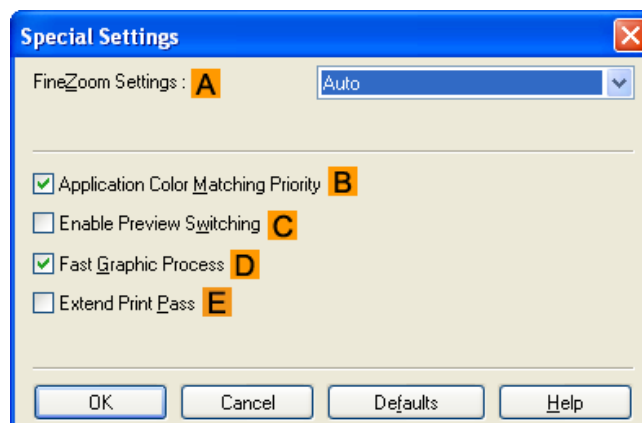 Special Settings
FineZoom Settings : A Auto
Application Color Matching Priority B
Enable Preview Switching C
Fast Graphic Process D
Extend Print Pass E
OK Cancel Defaults Help